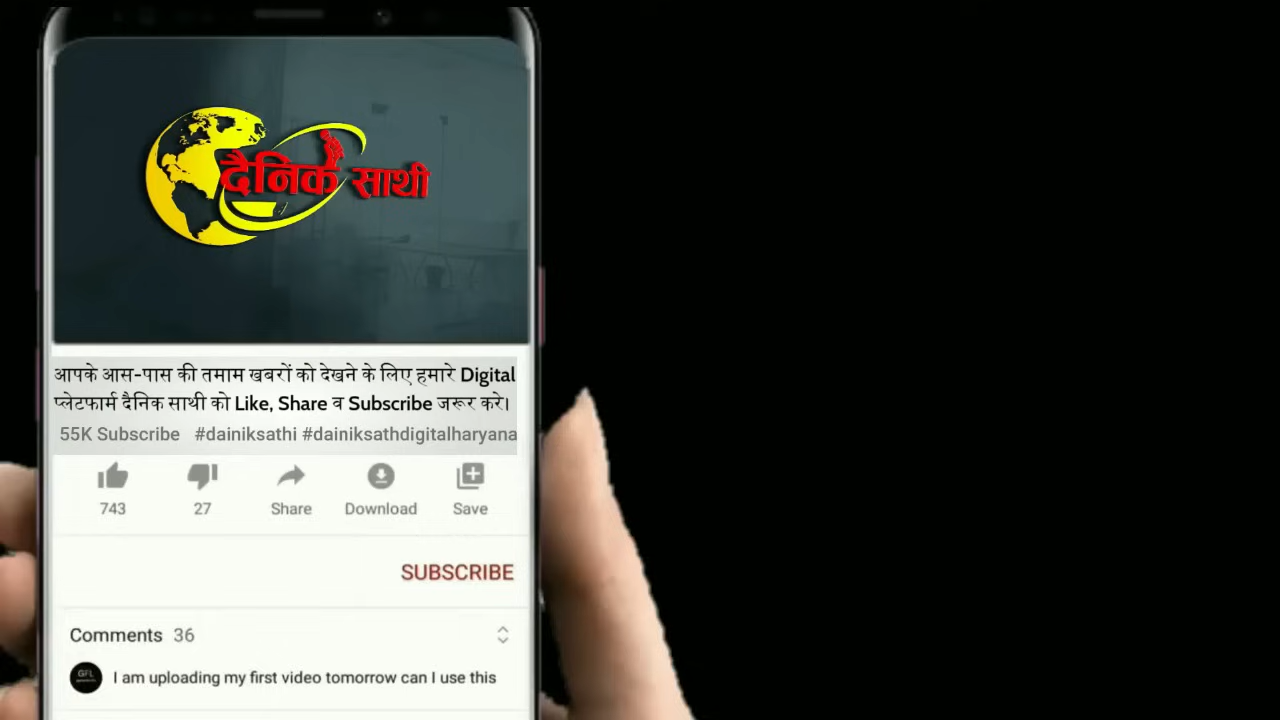 दैनिक साथी
आपके आस-पास की तमाम खबरों को देखने के लिए हमारे Digital
प्लेटफार्म दैनिक साथी को Like, Share व Subscribe जरूर करे।
55K Subscribe #dainiksathi #dainiksathdigitalharyana
743 27 Share Download Save
SUBSCRIBE
Comments 36
GFL
I am uploading my first video tomorrow can I use this